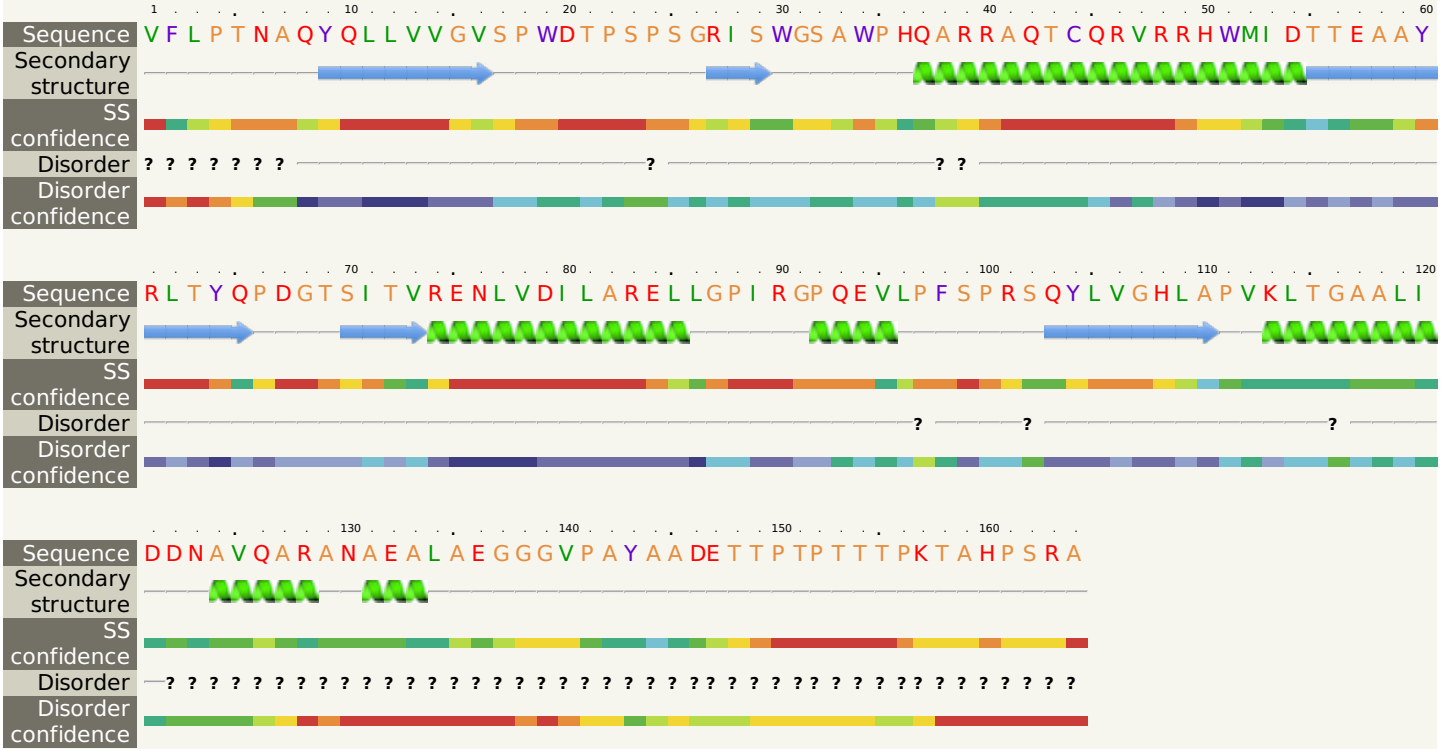 1 10 20 30 40 50 60
Sequence V F L P T N A Q Y Q L L V V G V S P W D T P S P S G R I S W G S A W P H Q A R R A Q T C Q R V R R H W M I D T T E A A Y
Secondary
structure
SS
confidence
Disorder ? ? ? ? ? ? ? ? ? ?
Disorder
confidence
70 80 90 100 110 120
Sequence R L T Y Q P D G T S I T V R E N L V D I L A R E L L G P I R G P Q E V L P F S P R S Q Y L V G H L A P V K L T G A A L I
Secondary
structure
SS
confidence
Disorder ? ? ?
Disorder
confidence
130 140 150 160
Sequence D D N A V Q A R A N A E A L A E G G G V P A Y A A D E T T P T P T T T P K T A H P S R A
Secondary
structure
SS
confidence
Disorder ? ? ? ? ? ? ? ? ? ? ? ? ? ? ? ? ? ? ? ? ? ? ? ? ? ? ? ? ? ? ? ? ? ? ? ? ? ? ? ? ? ? ?
Disorder
confidence